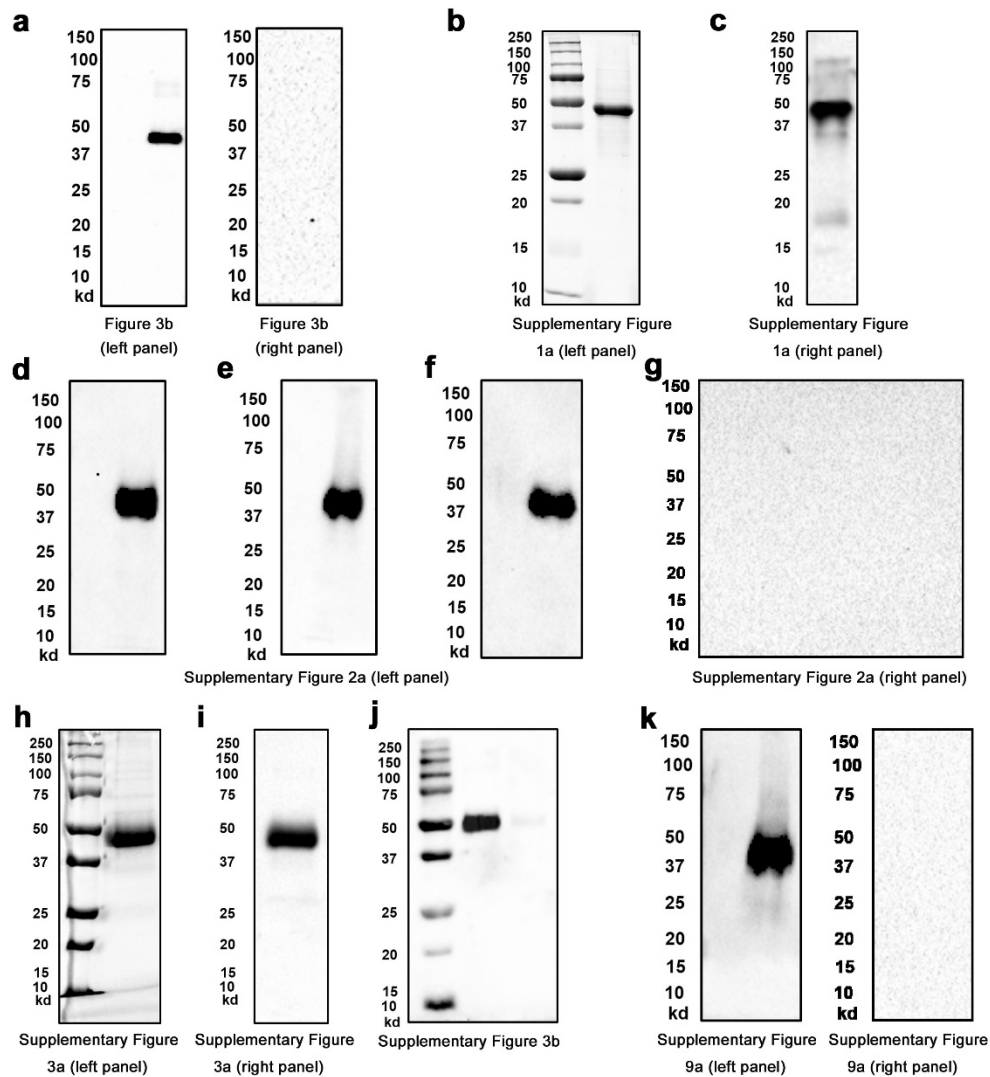 a
150
100
75
50
37
25
20
15
10
kd
Figure 3b
(left panel)
150
100
75
50
37
25
20
15
10
kd
Figure 3b
(right panel)
b
250
150
100
75
50
37
25
20
15
10
kd
Supplementary Figure
1a (left panel)
c
250
150
100
75
50
37
25
20
15
10
kd
Supplementary Figure
1a (right panel)
d
150
100
75
50
37
25
20
15
10
kd
e
150
100
75
50
37
25
20
15
10
kd
f
150
100
75
50
37
25
20
15
10
kd
Supplementary Figure 2a (left panel)
g
150
100
75
50
37
25
20
15
10
kd
Supplementary Figure 2a (right panel)
h
250
150
100
75
50
37
25
20
15
10
kd
Supplementary Figure
3a (left panel)
i
250
150
100
75
50
37
25
20
15
10
kd
Supplementary Figure
3a (right panel)
j
250
150
100
75
50
37
25
20
15
10
kd
Supplementary Figure 3b
k
150
100
75
50
37
25
20
15
10
kd
Supplementary Figure
9a (left panel)
150
100
75
50
37
25
20
15
10
kd
Supplementary Figure
9a (right panel)